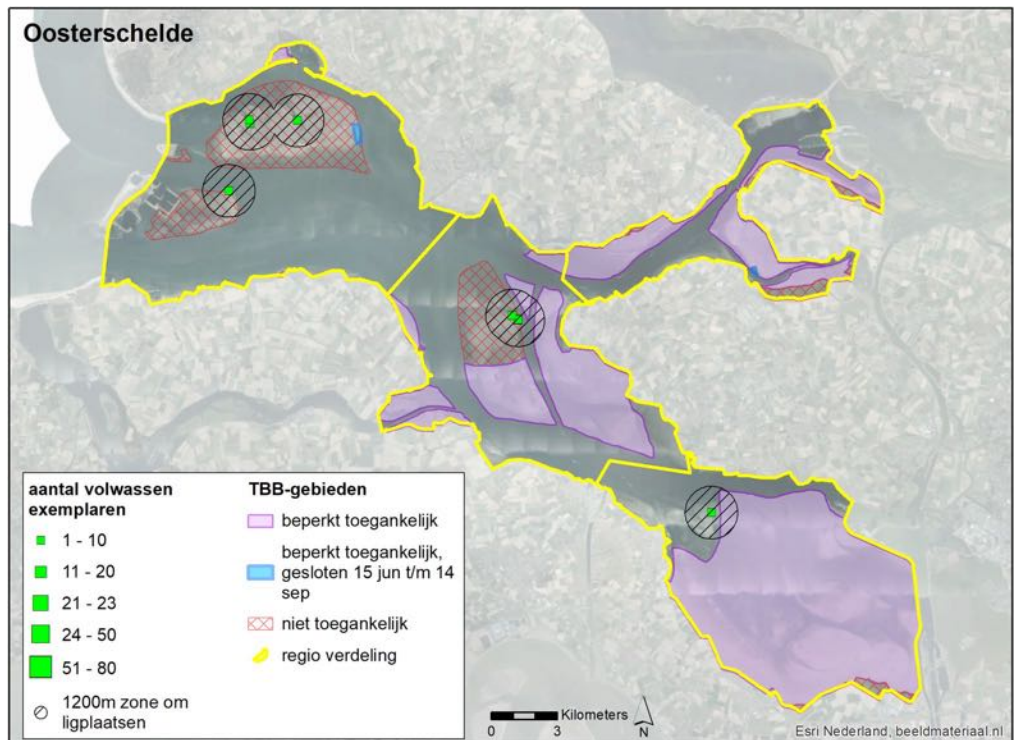 Oosterschelde
aantal volwassen
exemplaren
1 - 10
11 - 20
21 - 23
24 - 50
51 - 80
1200m zone om
ligplaatsen
TBB-gebieden
beperkt toegankelijk
beperkt toegankelijk,
gesloten 15 jun t/m 14
sep
niet toegankelijk
regio verdeling
Kilometers
0 3
N
Esri Nederland, beeldmateriaal.nl